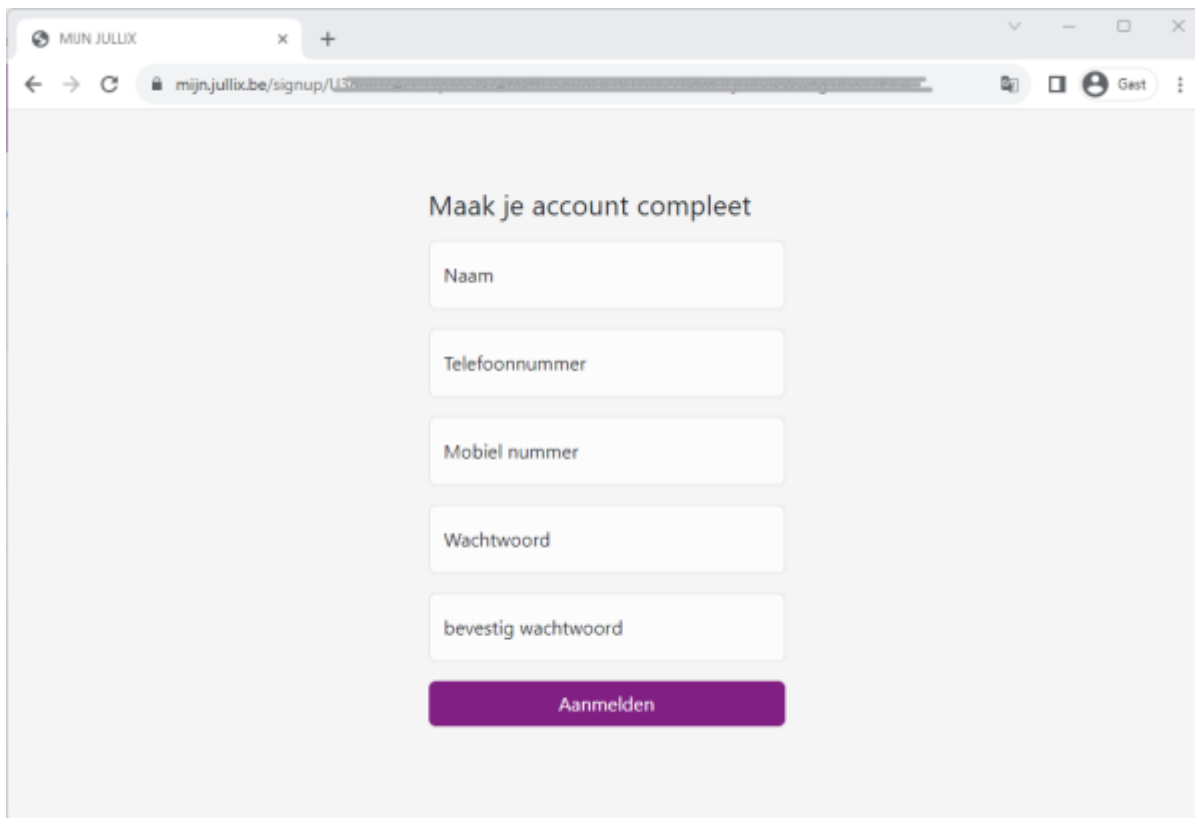 MIJN JULLIX
mijn.jullix.be/signup/
Gast
Maak je account compleet
Naam
Telefoonnummer
Mobiel nummer
Wachtwoord
bevestig wachtwoord
Aanmelden